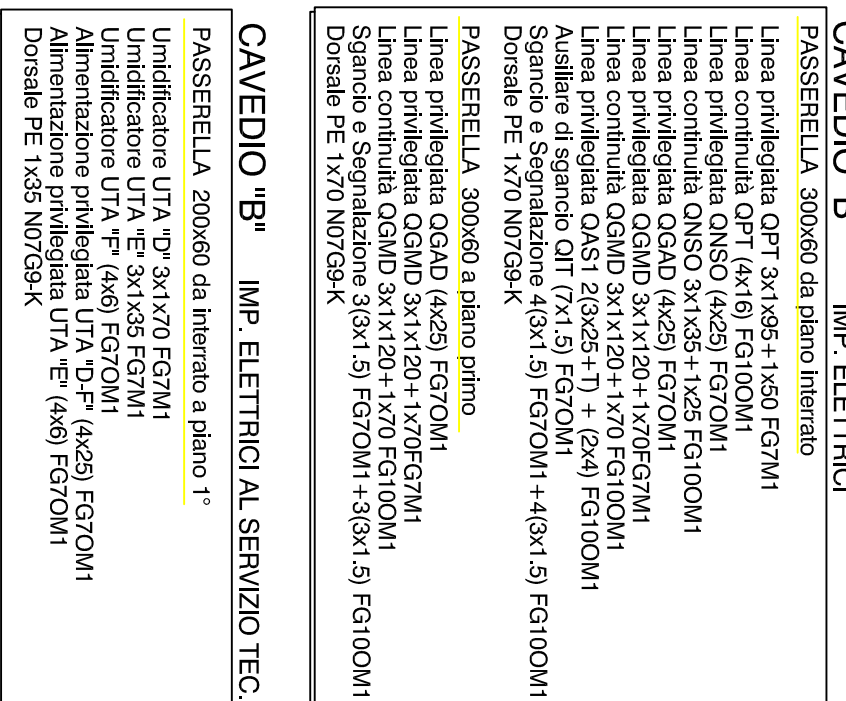 CAVEDIO "B" IMP. ELETTRICI
PASSERELLA 300x60 da piano interrato
Linea privilegiata QPT 3x1x95+1x50 FG7M1
Linea continuità QPT (4x16) FG10OM1
Linea privilegiata QNSO (4x25) FG7OM1
Linea continuità QNSO 3x1x35+1x25 FG10OM1
Linea privilegiata QGAD (4x25) FG7OM1
Linea privilegiata QGMD 3x1x120+1x70FG7M1
Linea continuità QGMD 3x1x120+1x70 FG10OM1
Linea privilegiata QAS1 2(3x25+T) + (2x4) FG10OM1
Ausiliare di sgancio QIT (7x1.5) FG7OM1
Sgancio e Segnalazione 4(3x1.5) FG7OM1+4(3x1.5) FG10OM1
Dorsale PE 1x70 N07G9-K
PASSERELLA 300x60 a piano primo
Linea privilegiata QGAD (4x25) FG7OM1
Linea privilegiata QGMD 3x1x120+1x70FG7M1
Linea continuità QGMD 3x1x120+1x70 FG10OM1
Sgancio e Segnalazione 3(3x1.5) FG7OM1+3(3x1.5) FG10OM1
Dorsale PE 1x70 N07G9-K
CAVEDIO "B" IMP. ELETTRICI AL SERVIZIO TEC.
PASSERELLA 200x60 da interrato a piano 1°
Umidificatore UTA "D" 3x1x70 FG7M1
Umidificatore UTA "E" 3x1x35 FG7M1
Umidificatore UTA "F" (4x6) FG7OM1
Alimentazione privilegiata UTA "D-F" (4x25) FG7OM1
Alimentazione privilegiata UTA "E" (4x6) FG7OM1
Dorsale PE 1x35 N07G9-K